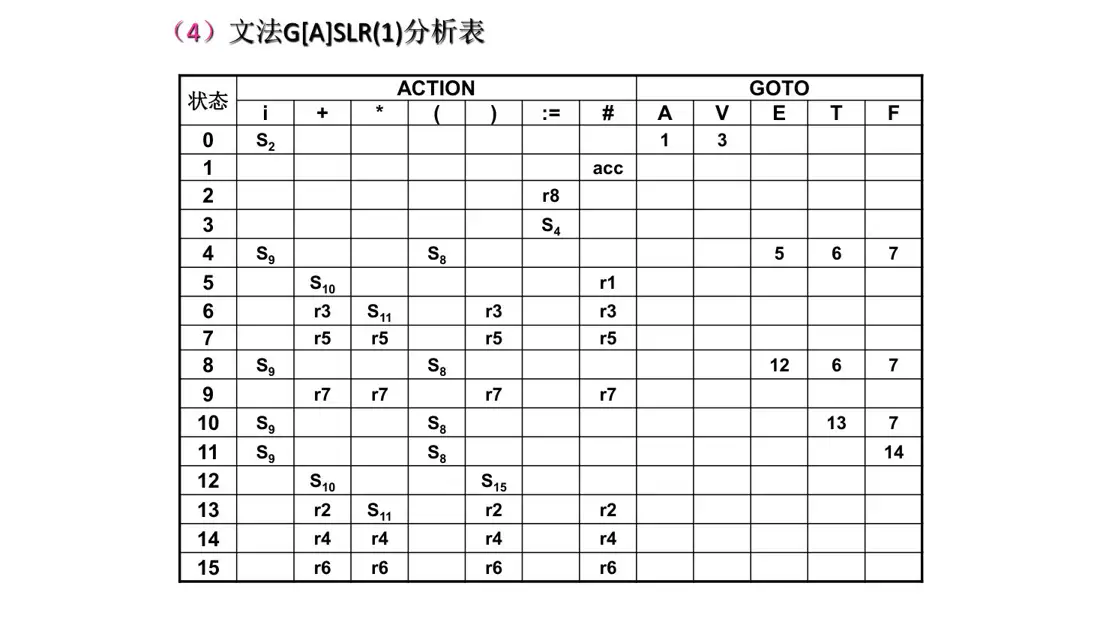 （4）文法G[A]SLR(1)分析表
状态 ACTION GOTO
i + * ( ) := # A V E T F
0 S2 1 3
1 acc
2 r8
3 S4
4 S9 S8 5 6 7
5 S10 r1
6 r3 S11 r3 r3
7 r5 r5 r5 r5
8 S9 S8 12 6 7
9 r7 r7 r7 r7
10 S9 S8 13 7
11 S9 S8 14
12 S10 S15
13 r2 S11 r2 r2
14 r4 r4 r4 r4
15 r6 r6 r6 r6